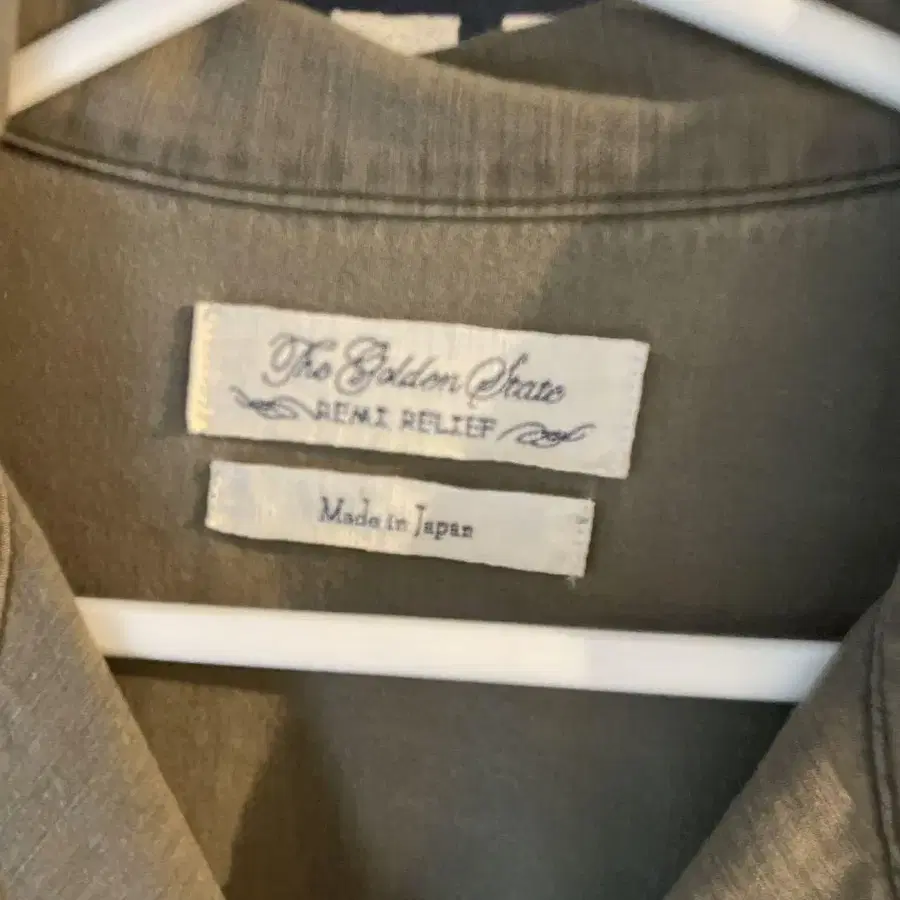 The Golden State
REMI RELIEF
Made in Japan